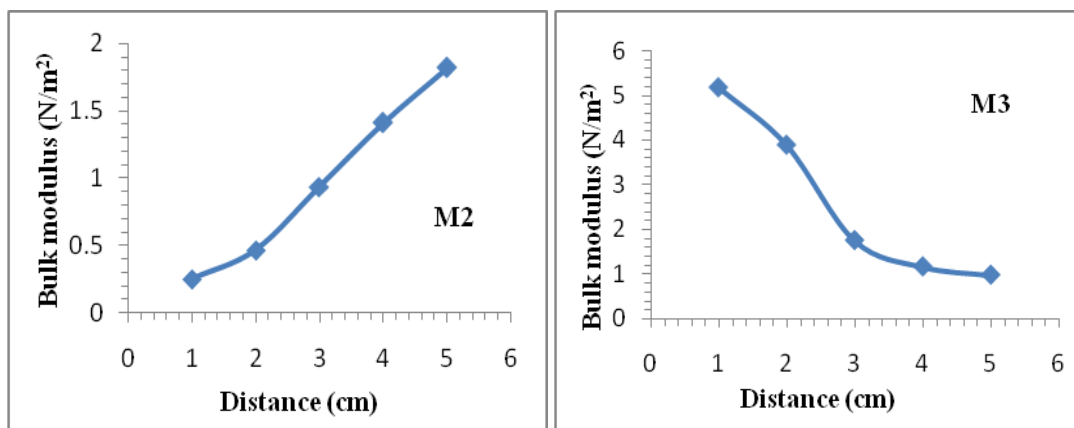 Bulk modulus (N/m²)
2
1.5
1
0.5
0
0 1 2 3 4 5 6
Distance (cm)
M2
Bulk modulus (N/m²)
6
5
4
3
2
1
0
0 1 2 3 4 5 6
Distance (cm)
M3